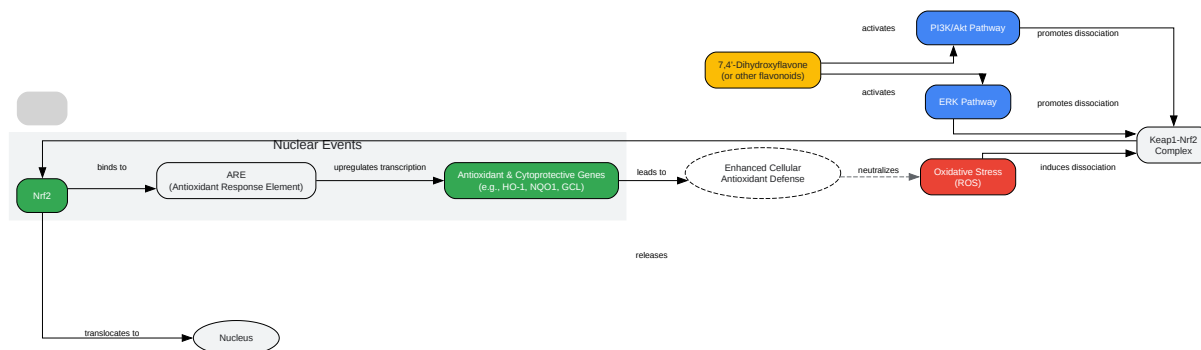 PI3K/Akt Pathway
activates
promotes dissociation
7,4'-Dihydroxyflavone
(or other flavonoids)
activates
ERK Pathway
promotes dissociation
Nuclear Events
Keap1-Nrf2
Complex
Nrf2
binds to
ARE
(Antioxidant Response Element)
upregulates transcription
Antioxidant & Cytoprotective Genes
(e.g., HO-1, NQO1, GCL)
leads to
Enhanced Cellular
Antioxidant Defense
neutralizes
Oxidative Stress
(ROS)
induces dissociation
releases
translocates to
Nucleus